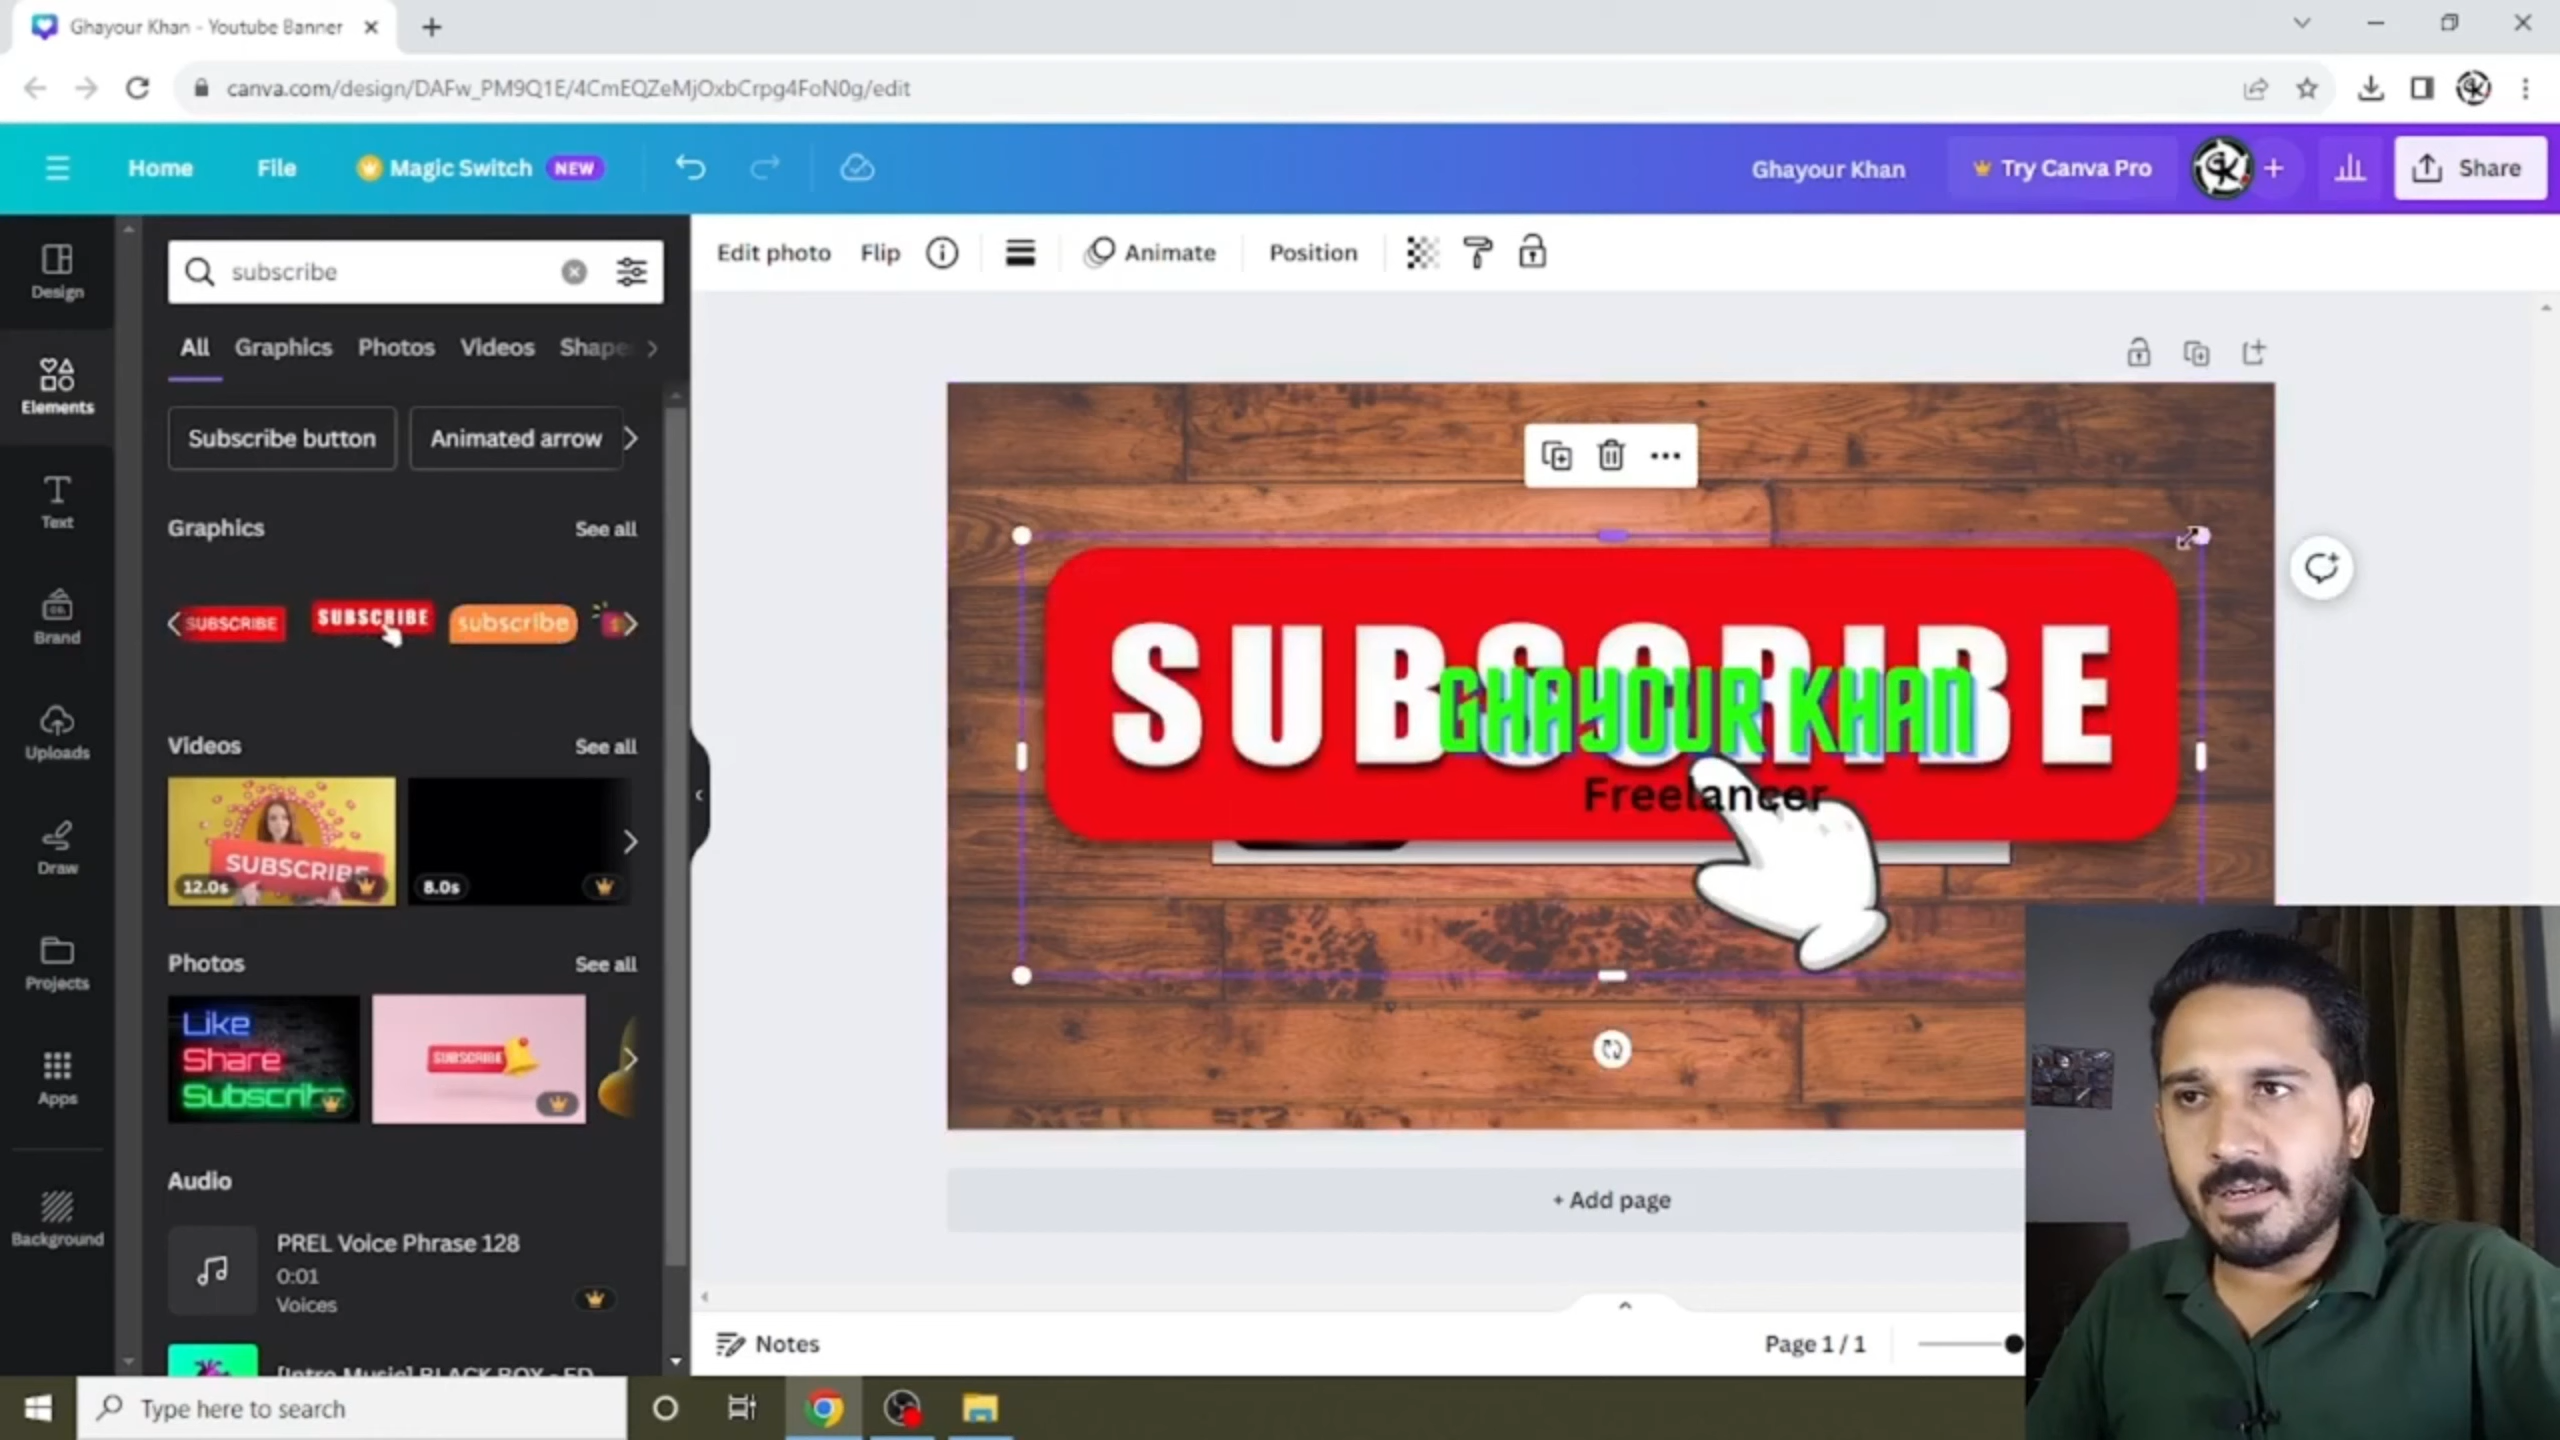 Ghayour Khan - Youtube Banner
canva.com/design/DAFw_PM9Q1E/4CmEQZeMjOxbCrpg4FoN0g/edit
Home File Magic Switch NEW Ghayour Khan Try Canva Pro Share
Edit photo Flip Animate Position
subscribe
Design
Elements
Text
Brand
Uploads
Draw
Projects
Apps
Background
All Graphics Photos Videos Shape
Subscribe button Animated arrow
Graphics See all
SUBSCRIBE SUBSCRIBE subscribe
Videos See all
SUBSCRIBE
12.0s 8.0s
Photos See all
Like
Share
Subscribe
SUBSCRIBE
Audio
PREL Voice Phrase 128
0:01
Voices
SUBSCRIBE
GHAYOUR KHAN
Freelancer
+ Add page
Notes Page 1 / 1
Type here to search